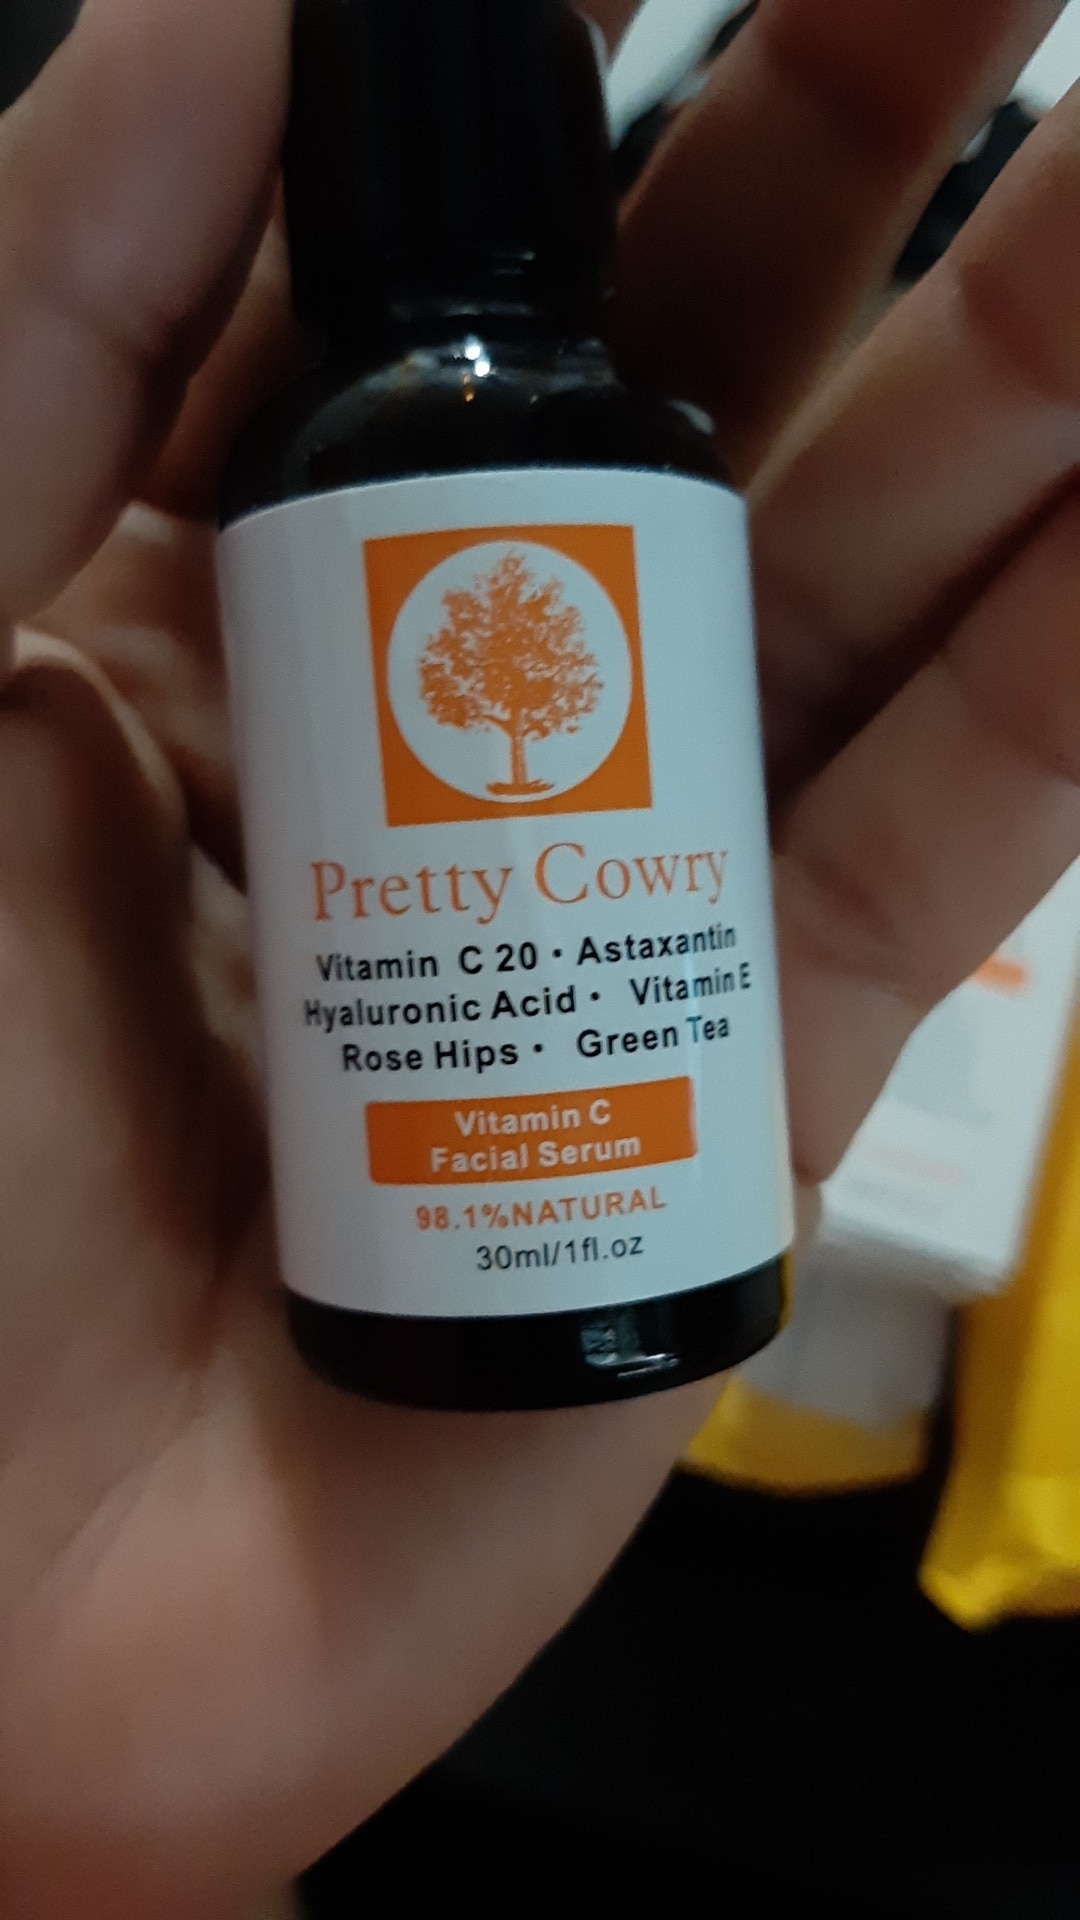 Pretty Cowry
Vitamin C 20 • Astaxantin
Hyaluronic Acid • Vitamin E
Rose Hips • Green Tea
Vitamin C
Facial Serum
98.1%NATURAL
30ml/1fl.oz